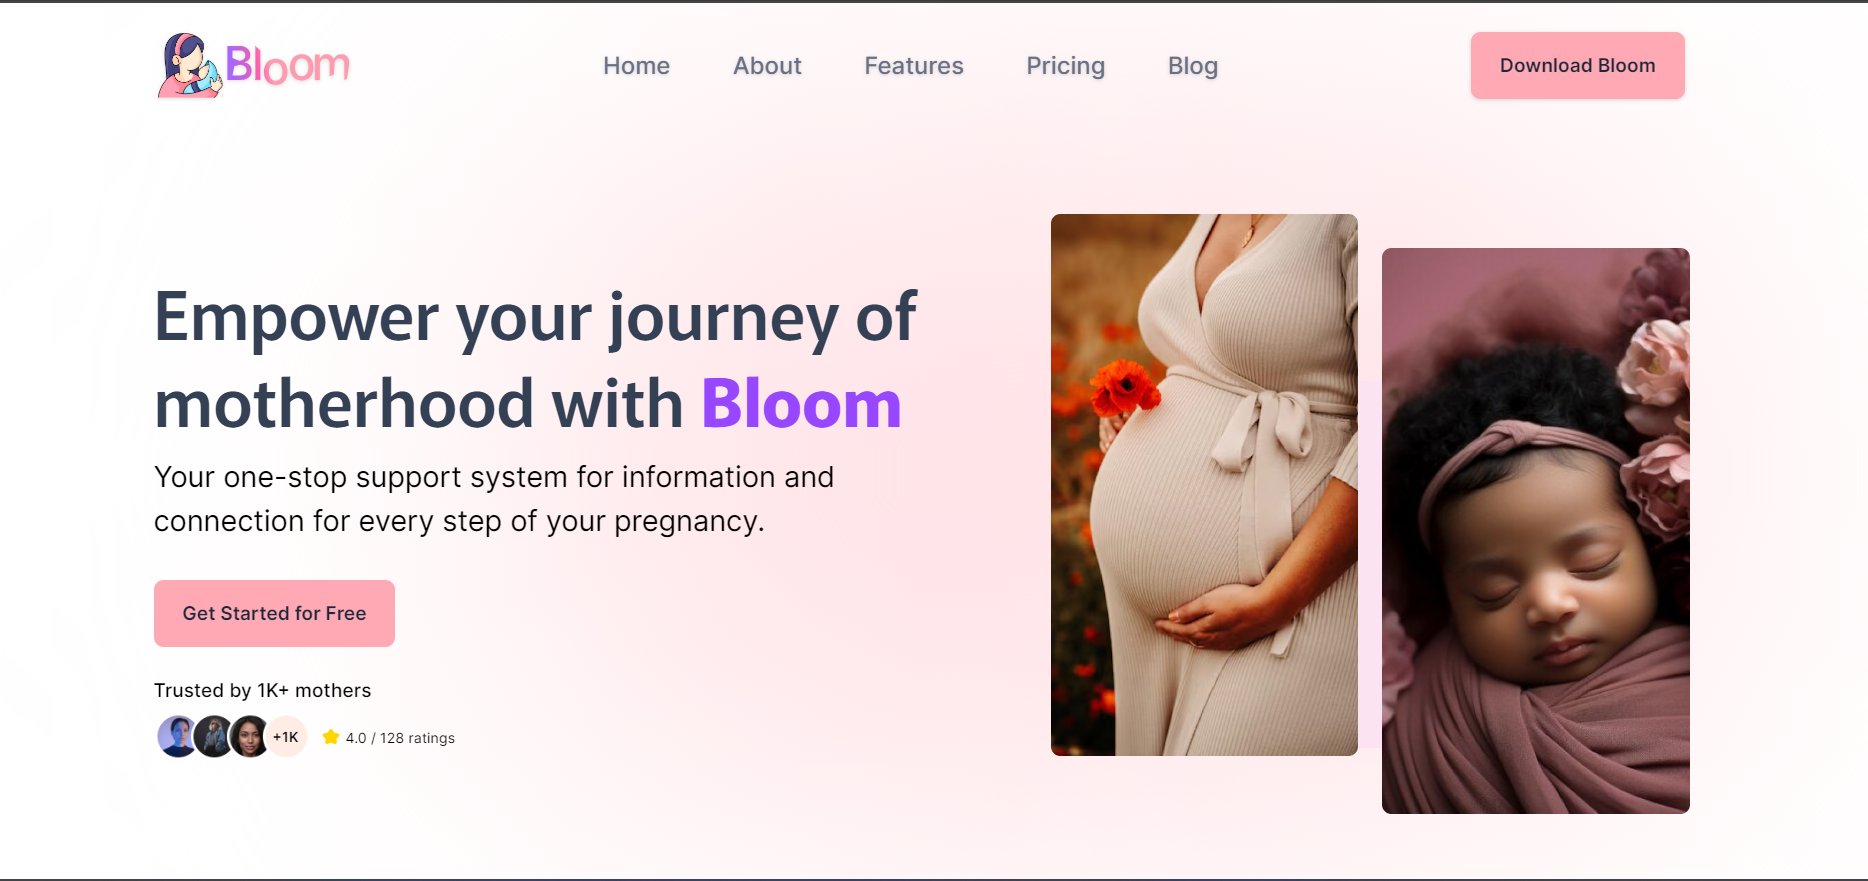 Bloom
Home
About
Features
Pricing
Blog
Download Bloom
Empower your journey of
motherhood with Bloom
Your one-stop support system for information and
connection for every step of your pregnancy.
Get Started for Free
Trusted by 1K+ mothers
+1K
4.0 / 128 ratings